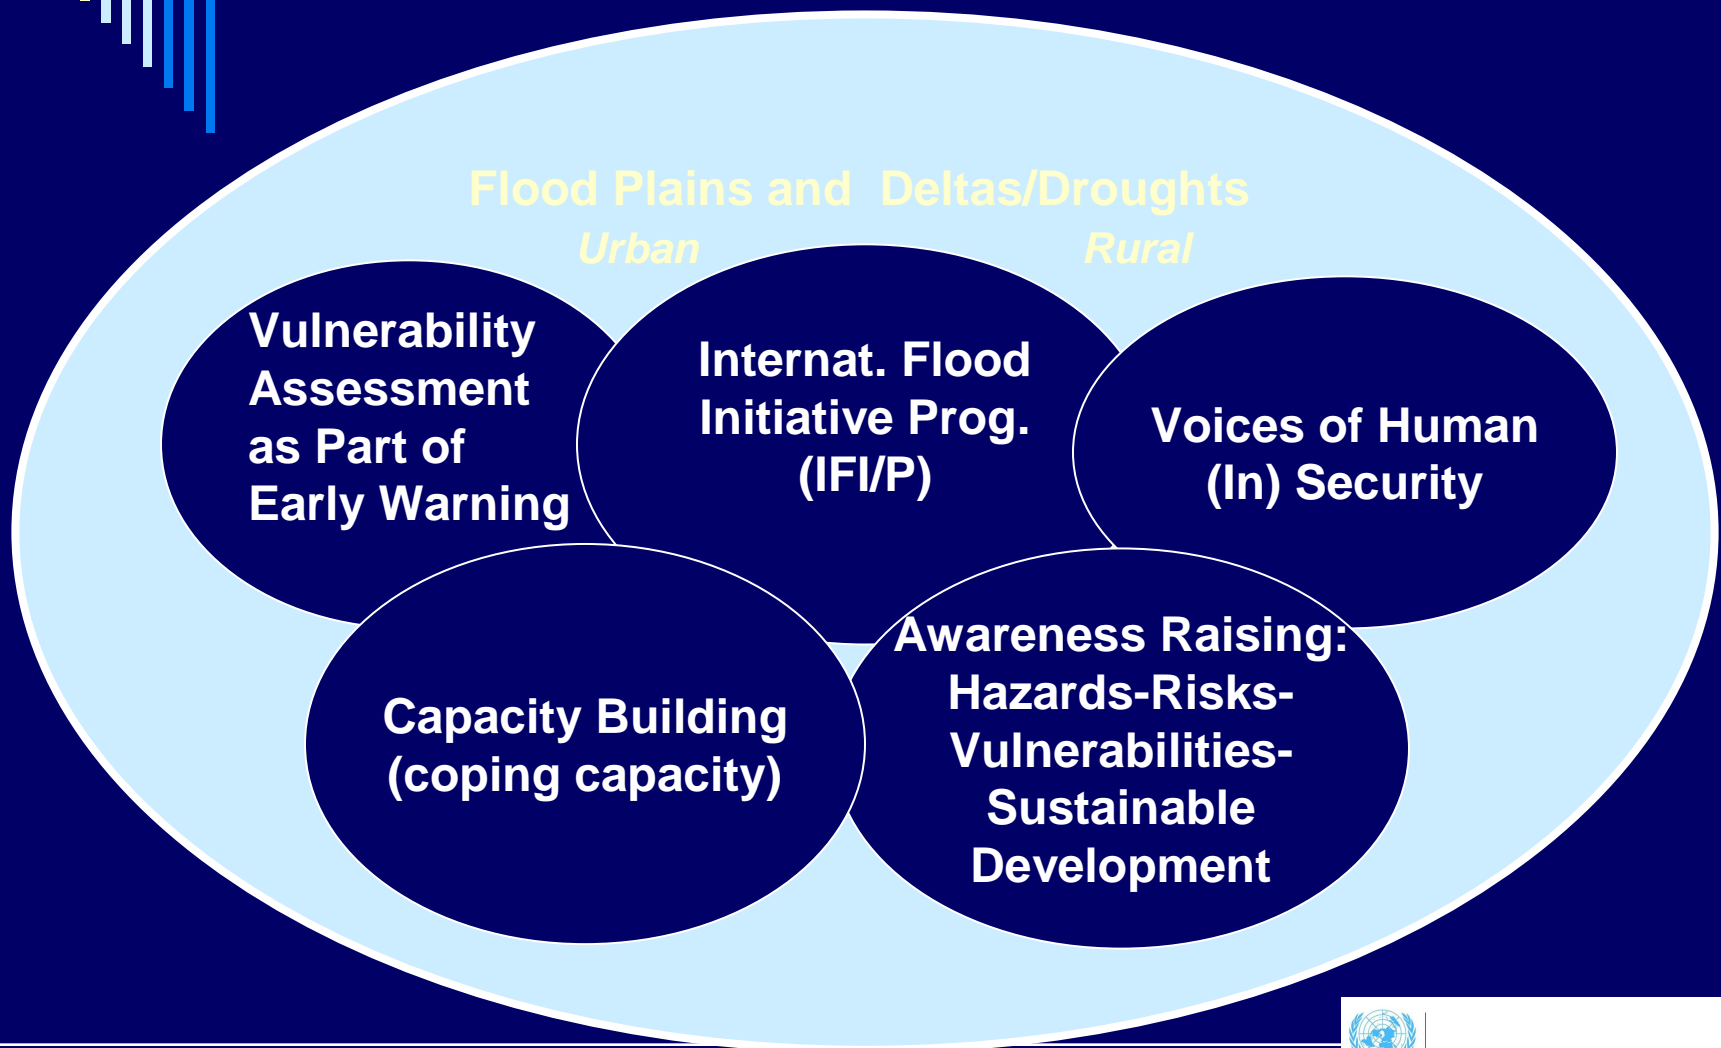 Flood Plains and Deltas/Droughts
Urban Rural
Vulnerability
Assessment
as Part of
Early Warning
Internat. Flood
Initiative Prog.
(IFI/P)
Voices of Human
(In) Security
Capacity Building
(coping capacity)
Awareness Raising:
Hazards-Risks-
Vulnerabilities-
Sustainable
Development